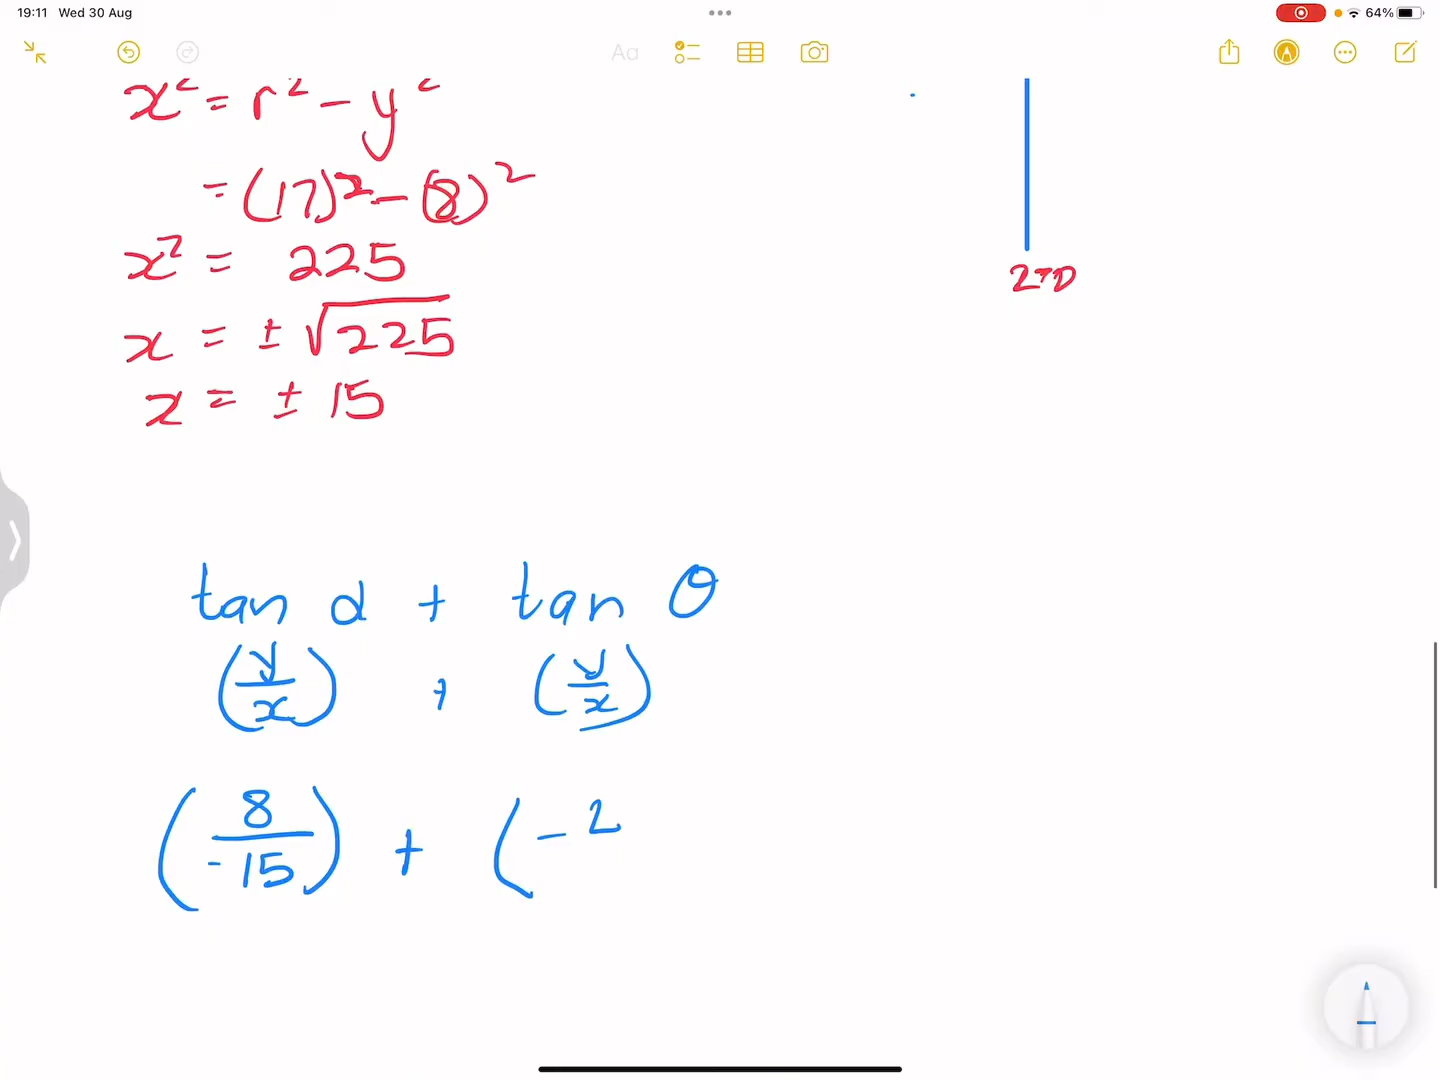 19:11 Wed 30 Aug
64%
Aa
x² = r² - y²
= (17)² - (8)²
x² = 225
x = ± √225
x = ± 15
270
tan α + tan θ
(y/x) + (y/x)
(8/-15) + (-2